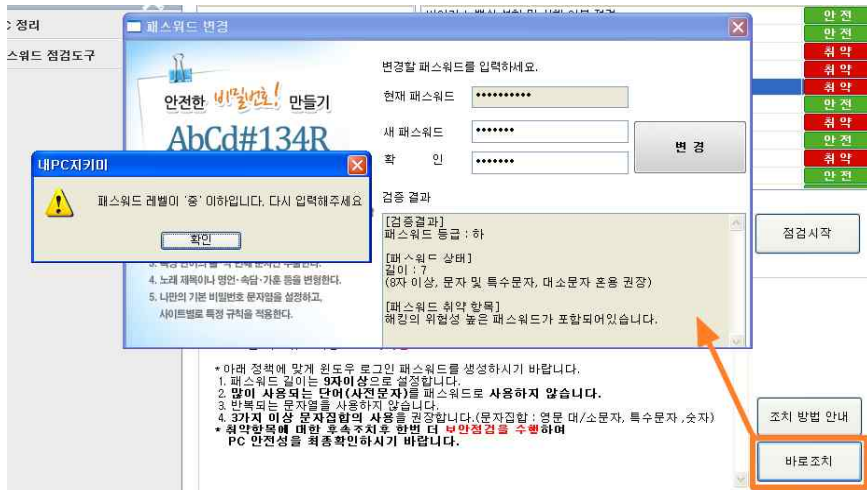 안 전
C 정리
패스워드 변경
안 전
스워드 점검도구
취 약
변경할 패스워드를 입력하세요.
취 약
안전한 비밀번호! 만들기
현재 패스워드 ••••••••••
취 약
안 전
AbCd#134R
새 패스워드 •••••••
변 경
취 약
안 전
내PC지키미
확 인 •••••••
취 약
안 전
패스워드 레벨이 '중' 이하입니다, 다시 입력해주세요
확인
검증 결과
[검증결과]
패스워드 등급 : 하
[패스워드 상태]
길이 : 7
(8자 이상, 문자 및 특수문자, 대소문자 혼용 권장)
[패스워드 취약 항목]
해킹의 위험성 높은 패스워드가 포함되어있습니다.
점검시작
4. 노래 제목이나 명언·속담·가훈 등을 변형한다.
5. 나만의 기본 비밀번호 문자열을 설정하고,
사이트별로 특정 규칙을 적용한다.
* 아래 정책에 맞게 윈도우 로그인 패스워드를 생성하시기 바랍니다.
1. 패스워드 길이는 9자이상으로 설정합니다.
2. 많이 사용되는 단어(사전문자)를 패스워드로 사용하지 않습니다.
3. 반복되는 문자열을 사용하지 않습니다.
4. 3가지 이상 문자집합의 사용을 권장합니다.(문자집합 : 영문 대/소문자, 특수문자 ,숫자)
* 취약항목에 대한 후속조치후 한번 더 보안점검을 수행하며
PC 안전성을 최종확인하시기 바랍니다.
조치 방법 안내
바로조치